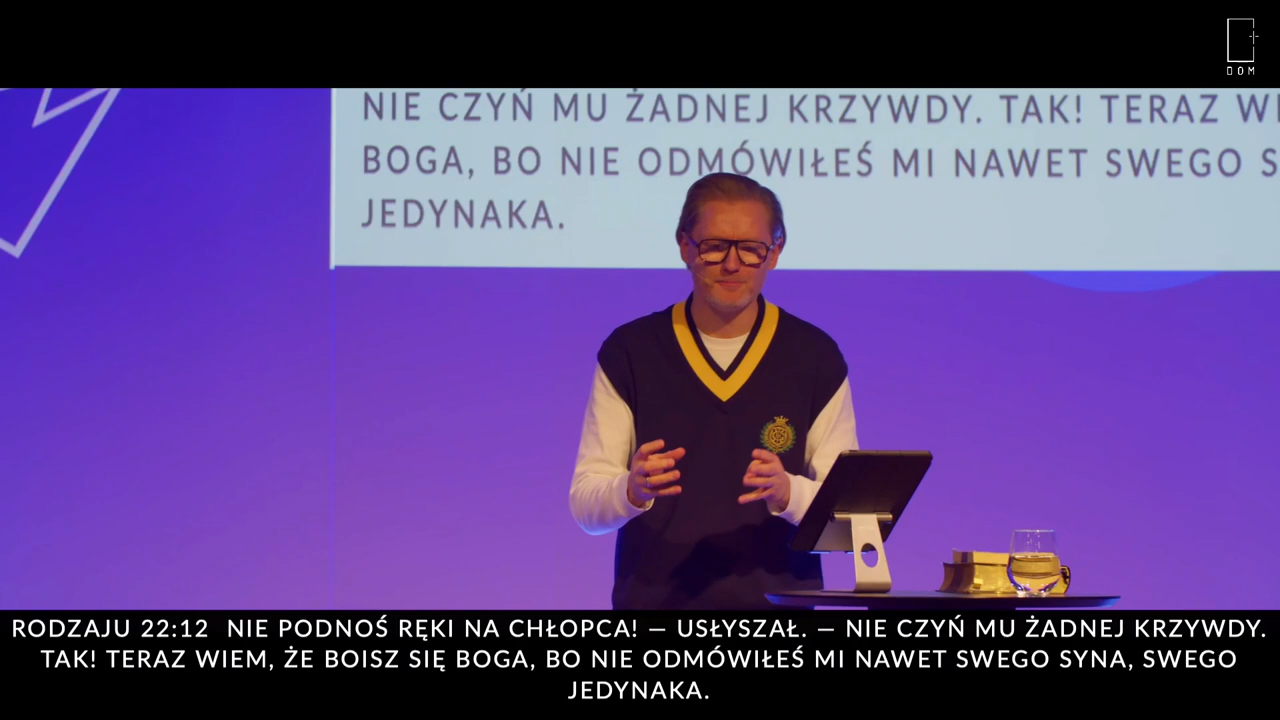 DOM
NIE CZYŃ MU ŻADNEJ KRZYWDY. TAK! TERAZ
BOGA, BO NIE ODMÓWIŁEŚ MI NAWET SWEGO
JEDYNAKA.
RODZAJU 22:12 NIE PODNOŚ RĘKI NA CHŁOPCA! — USŁYSZAŁ. — NIE CZYŃ MU ŻADNEJ KRZYWDY.
TAK! TERAZ WIEM, ŻE BOISZ SIĘ BOGA, BO NIE ODMÓWIŁEŚ MI NAWET SWEGO SYNA, SWEGO
JEDYNAKA.